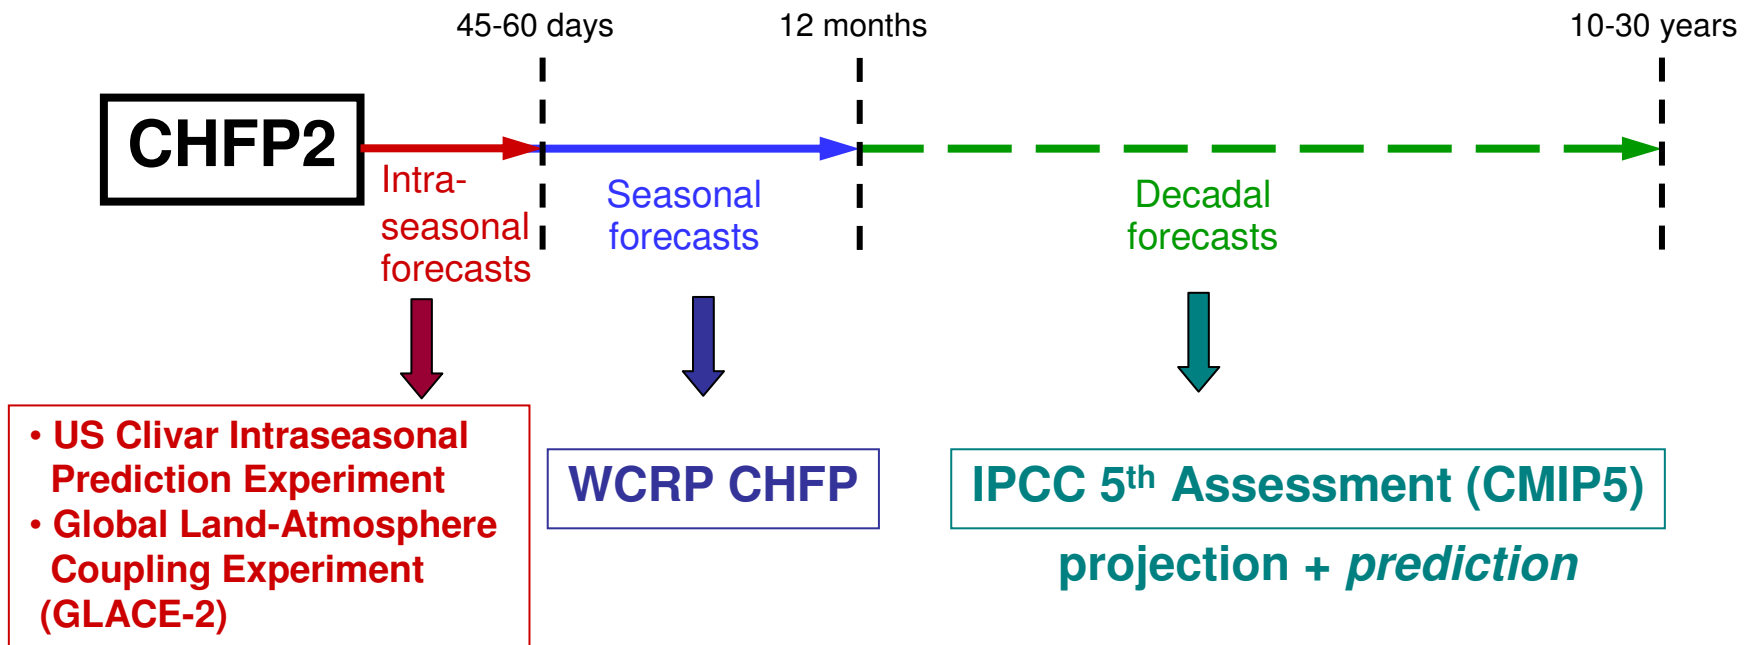 45-60 days
12 months
10-30 years
CHFP2
Intra-
seasonal
forecasts
Seasonal
forecasts
Decadal
forecasts
• US Clivar Intraseasonal
Prediction Experiment
• Global Land-Atmosphere
Coupling Experiment
(GLACE-2)
WCRP CHFP
IPCC 5th Assessment (CMIP5)
projection + prediction